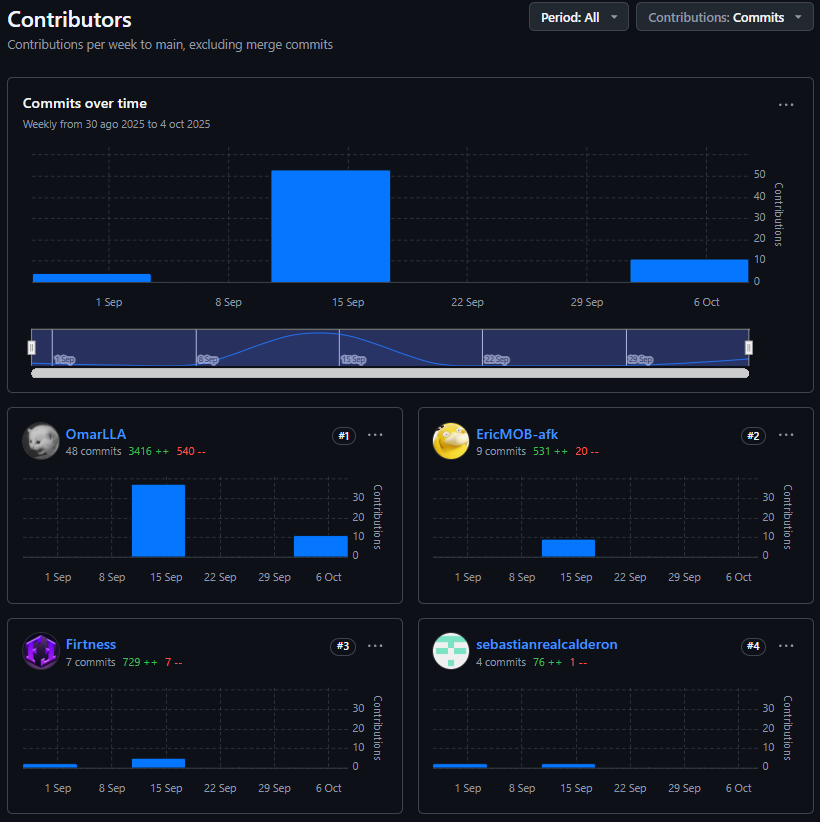 Contributors
Period: All
Contributions: Commits
Contributions per week to main, excluding merge commits
Commits over time
Weekly from 30 ago 2025 to 4 oct 2025
50
40
30
20
10
0
Contributions
1 Sep 8 Sep 15 Sep 22 Sep 29 Sep 6 Oct
1 Sep 8 Sep 15 Sep 22 Sep 29 Sep
OmarLLA
#1
48 commits 3416 ++ 540 --
30
20
10
0
Contributions
1 Sep 8 Sep 15 Sep 22 Sep 29 Sep 6 Oct
EricMOB-afk
#2
9 commits 531 ++ 20 --
30
20
10
0
Contributions
1 Sep 8 Sep 15 Sep 22 Sep 29 Sep 6 Oct
Firtness
#3
7 commits 729 ++ 7 --
30
20
10
0
Contributions
1 Sep 8 Sep 15 Sep 22 Sep 29 Sep 6 Oct
sebastianrealcalderon
#4
4 commits 76 ++ 1 --
30
20
10
0
Contributions
1 Sep 8 Sep 15 Sep 22 Sep 29 Sep 6 Oct